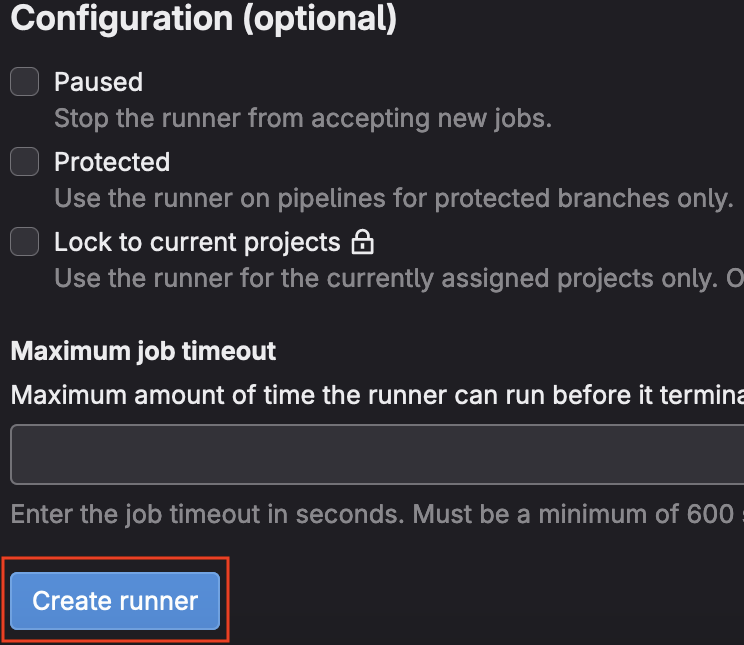 Configuration (optional)
Paused
Stop the runner from accepting new jobs.
Protected
Use the runner on pipelines for protected branches only.
Lock to current projects
Use the runner for the currently assigned projects only.
Maximum job timeout
Maximum amount of time the runner can run before it
Enter the job timeout in seconds. Must be a minimum of 600
Create runner